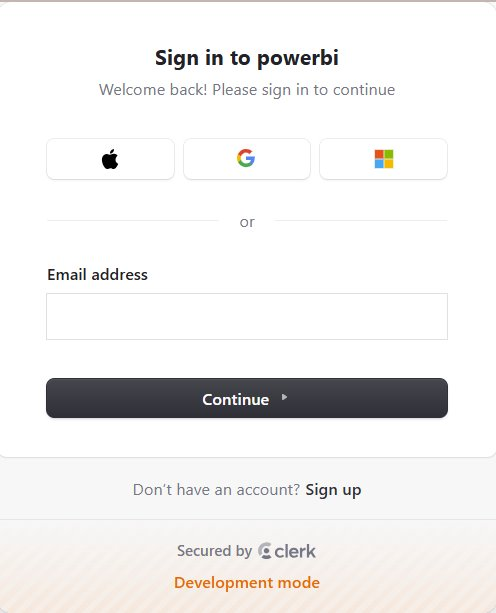 Sign in to powerbi
Welcome back! Please sign in to continue
or
Email address
Continue
Don't have an account? Sign up
Secured by clerk
Development mode